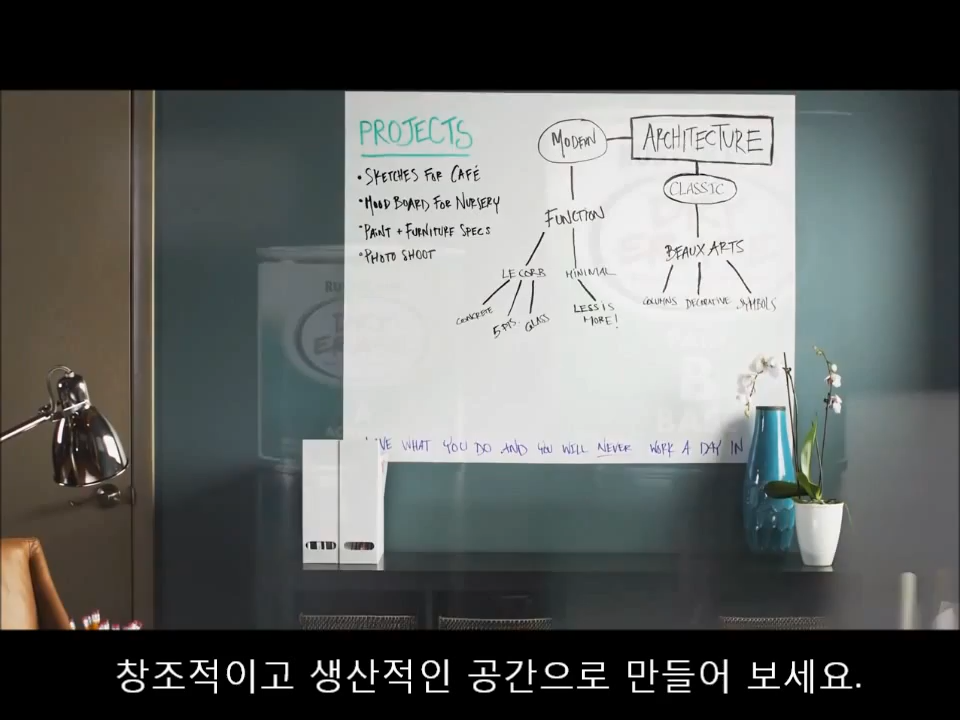 PROJECTS
• SKETCHES FOR CAFÉ
• MOOD BOARD FOR NURSERY
• PAINT + FURNITURE SPECS
• PHOTO SHOOT
MODERN
ARCHITECTURE
CLASSIC
FUNCTION
BEAUX ARTS
LE CORB
MINIMAL
COLUMNS
DECORATIVE
SYMBOLS
CONCRETE
5 PTS.
GLASS
LESS IS
MORE!
WHAT YOU DO AND YOU WILL NEVER WORK A DAY IN
DRY
ERASE
B
창조적이고 생산적인 공간으로 만들어 보세요.